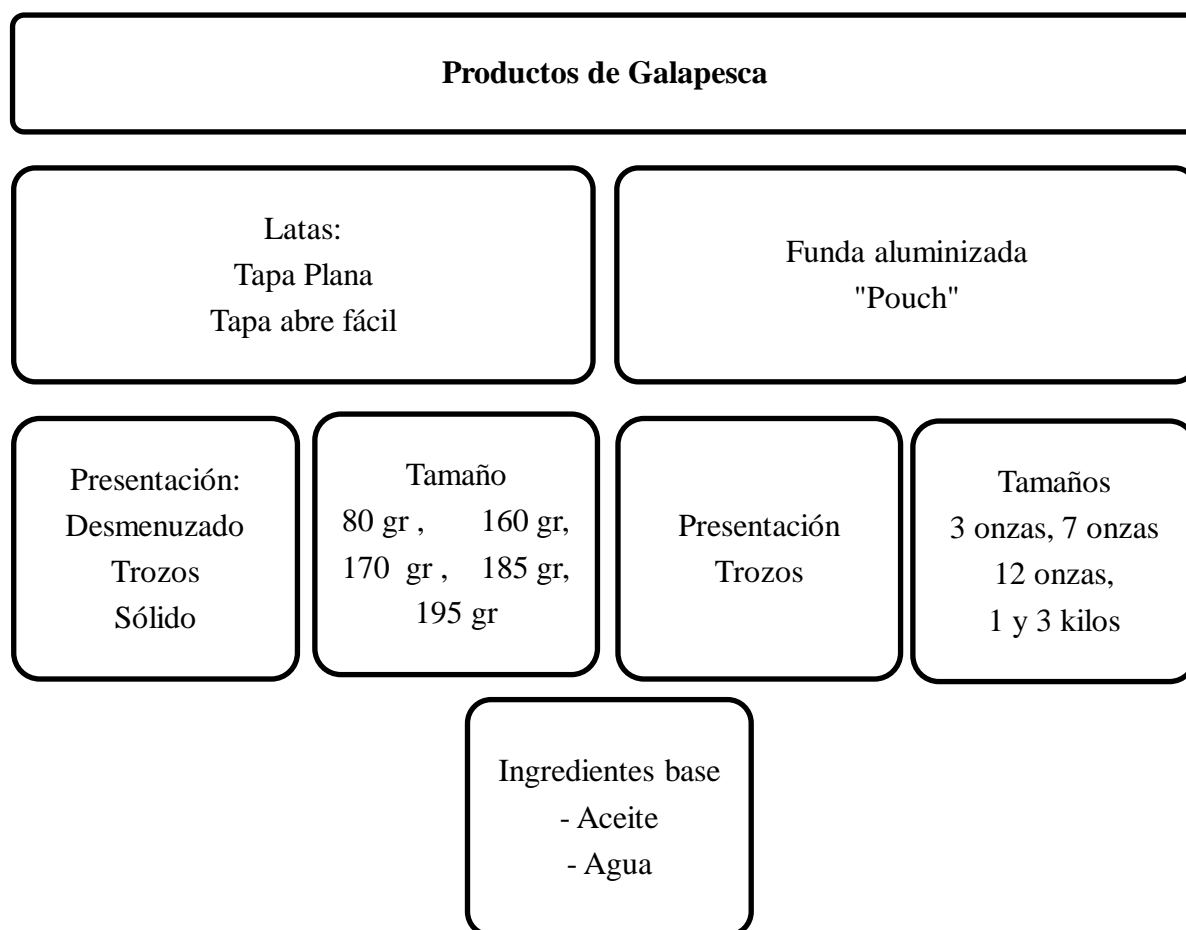 Productos de Galapesca
Latas:
Tapa Plana
Tapa abre fácil
Funda aluminizada
"Pouch"
Presentación:
Desmenuzado
Trozos
Sólido
Tamaño
80 gr , 160 gr,
170 gr , 185 gr,
195 gr
Presentación
Trozos
Tamaños
3 onzas, 7 onzas
12 onzas,
1 y 3 kilos
Ingredientes base
- Aceite
- Agua